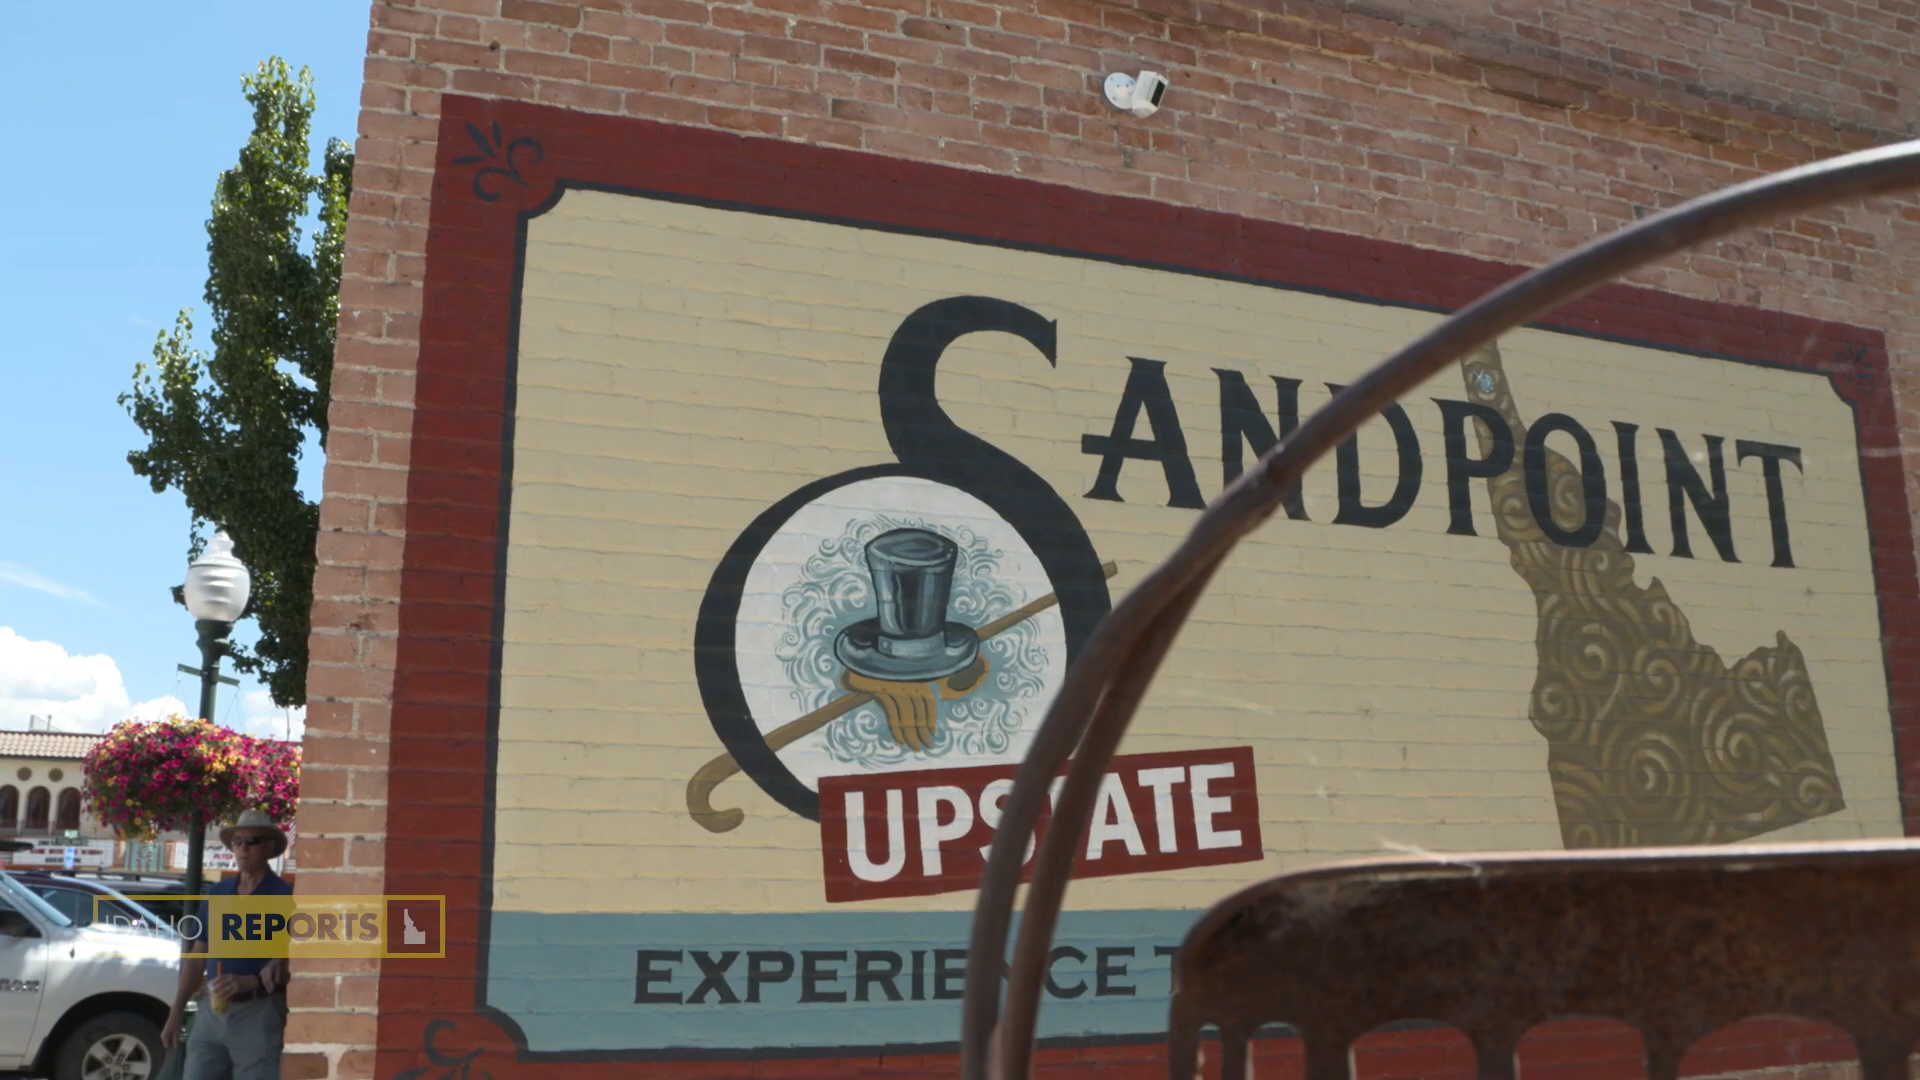 SANDPOINT
UPSTATE
EXPERIENCE T
IDAHO REPORTS